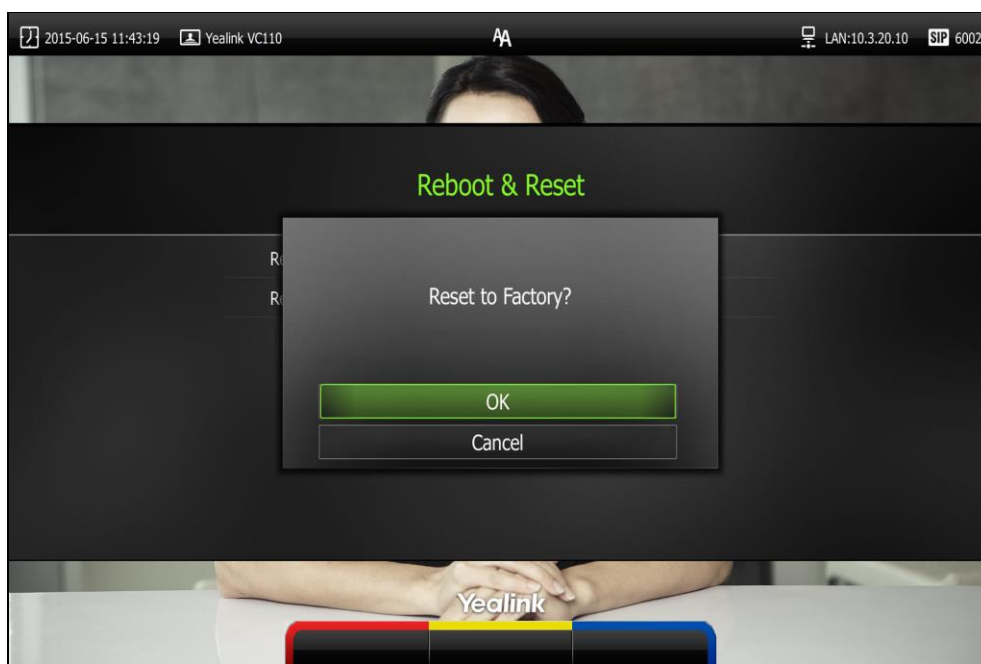 2015-06-15 11:43:19 Yealink VC110 AA LAN:10.3.20.10 SIP 6002
Reboot & Reset
Reset to Factory?
OK
Cancel
Yealink